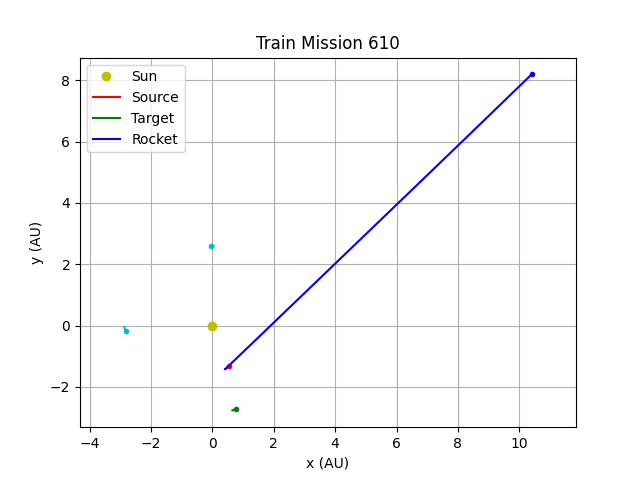 Train Mission 610
Sun
Source
Target
Rocket
8
6
4
2
0
−2
−4
−2
0
2
4
6
8
10
y (AU)
x (AU)